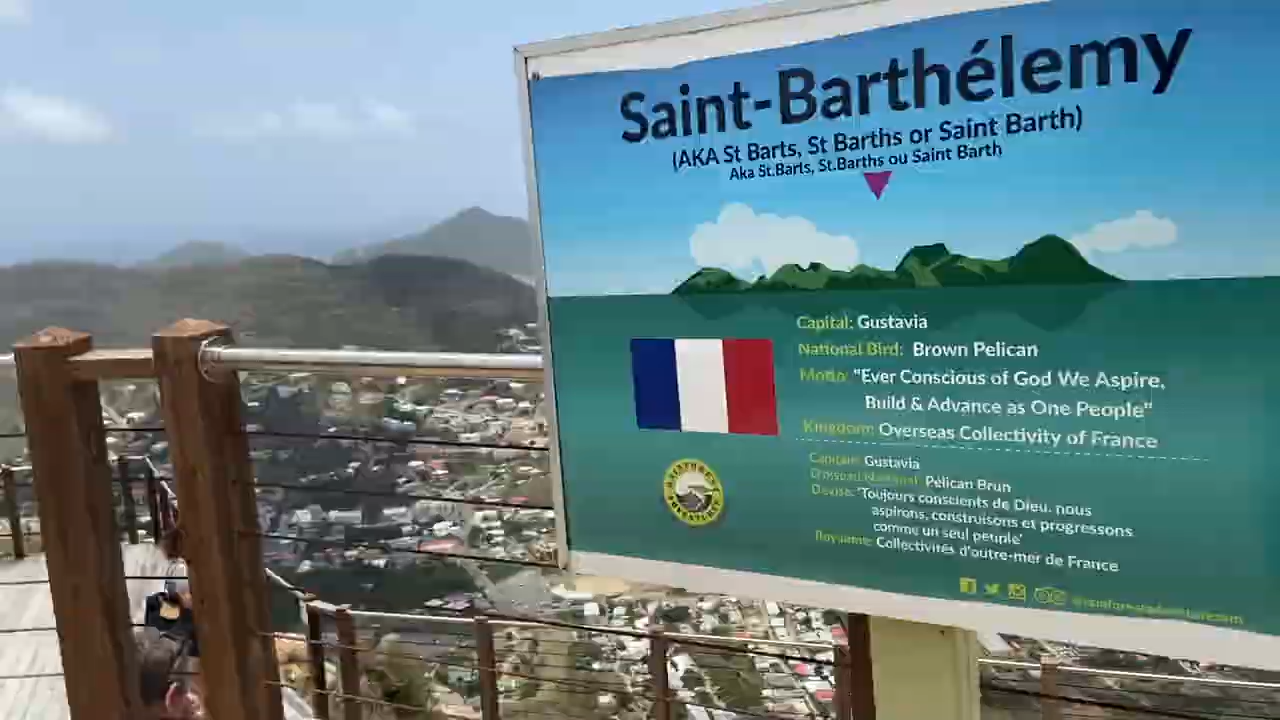 Saint-Barthélemy
(AKA St Barts, St Barths or Saint Barth)
Aka St.Barts, St.Barths ou Saint Barth
Capital: Gustavia
National Bird: Brown Pelican
Motto: "Ever Conscious of God We Aspire,
Build & Advance as One People"
Kingdom: Overseas Collectivity of France
Capitale: Gustavia
Oiseau National: Pélican Brun
Devise: 'Toujours conscients de Dieu, nous
aspirons, construisons et progressons
comme un seul peuple'
Royaume: Collectivités d'outre-mer de France